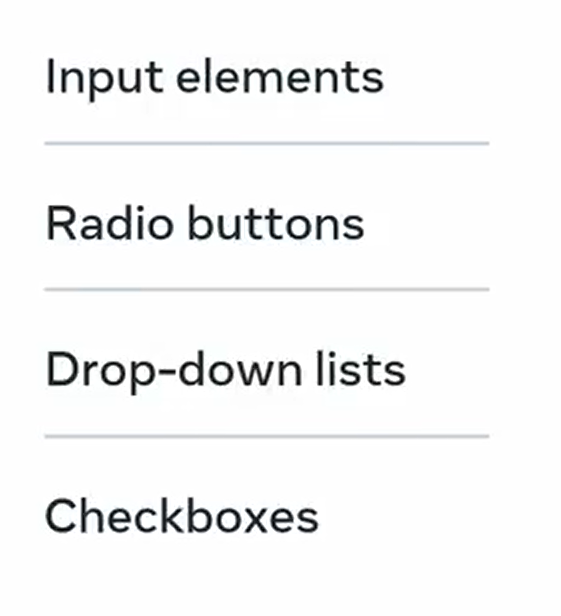 Input elements
Radio buttons
Drop-down lists
Checkboxes